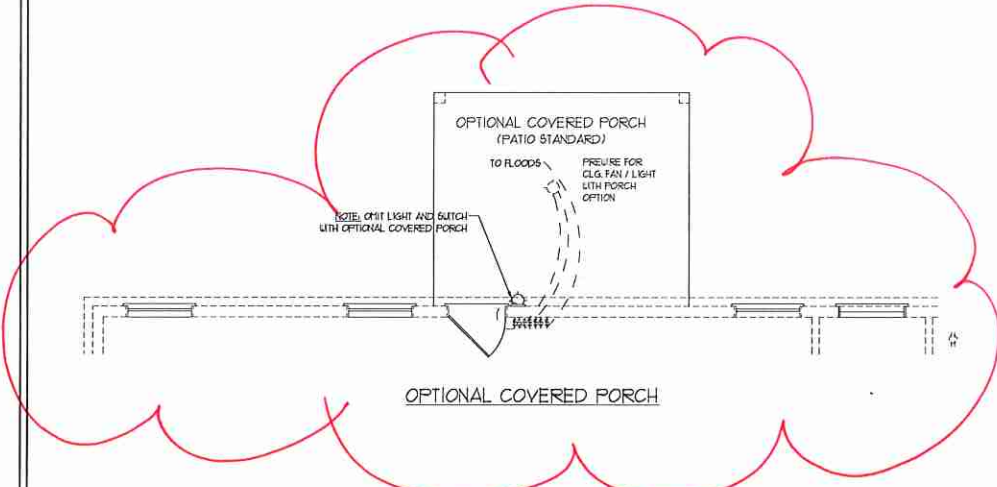 OPTIONAL COVERED PORCH
(PATIO STANDARD)
TO FLOODS
PREWIRE FOR
CLG. FAN / LIGHT
WITH PORCH
OPTION
NOTE: OMIT LIGHT AND SWITCH
WITH OPTIONAL COVERED PORCH
OPTIONAL COVERED PORCH